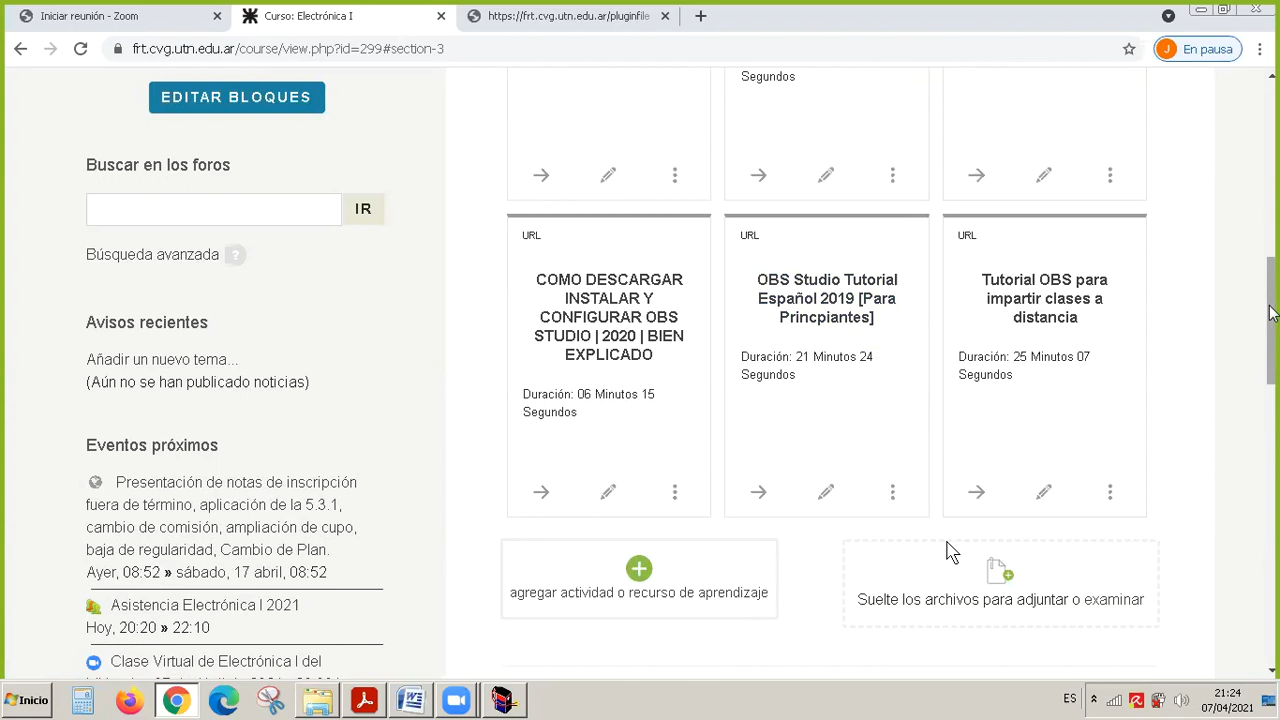 Iniciar reunión - Zoom
Curso: Electrónica I
https://frt.cvg.utn.edu.ar/pluginfile
frt.cvg.utn.edu.ar/course/view.php?id=299#section-3
J
En pausa
EDITAR BLOQUES
Buscar en los foros
IR
Búsqueda avanzada ?
Avisos recientes
Añadir un nuevo tema...
(Aún no se han publicado noticias)
Eventos próximos
Presentación de notas de inscripción
fuera de término, aplicación de la 5.3.1,
cambio de comisión, ampliación de cupo,
baja de regularidad, Cambio de Plan.
Ayer, 08:52 » sábado, 17 abril, 08:52
Asistencia Electrónica I 2021
Hoy, 20:20 » 22:10
Clase Virtual de Electrónica I del
Segundos
URL
COMO DESCARGAR
INSTALAR Y
CONFIGURAR OBS
STUDIO | 2020 | BIEN
EXPLICADO
Duración: 06 Minutos 15
Segundos
URL
OBS Studio Tutorial
Español 2019 [Para
Princpiantes]
Duración: 21 Minutos 24
Segundos
URL
Tutorial OBS para
impartir clases a
distancia
Duración: 25 Minutos 07
Segundos
agregar actividad o recurso de aprendizaje
Suelte los archivos para adjuntar o examinar
Inicio
ES
21:24
07/04/2021